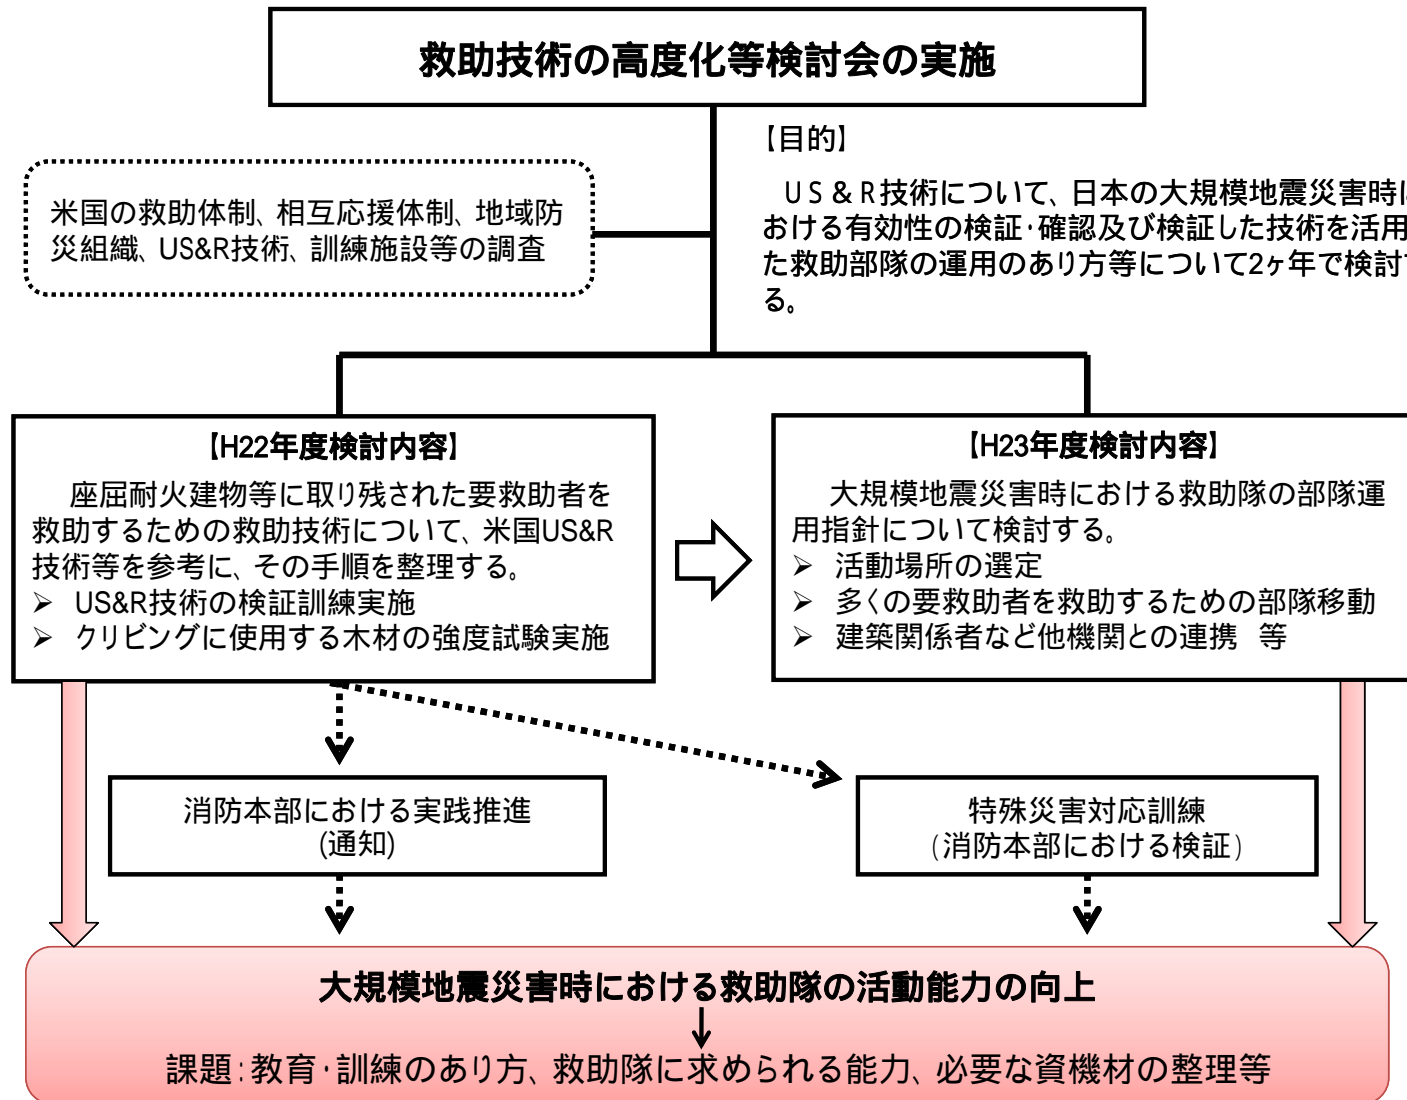 救助技術の高度化等検討会の実施
【目的】
US&R技術について、日本の大規模地震災害時に
おける有効性の検証・確認及び検証した技術を活用
た救助部隊の運用のあり方等について2ヶ年で検討す
る。
米国の救助体制、相互応援体制、地域防
災組織、US&R技術、訓練施設等の調査
【H22年度検討内容】
座屈耐火建物等に取り残された要救助者を
救助するための救助技術について、米国US&R
技術等を参考に、その手順を整理する。
➢ US&R技術の検証訓練実施
➢ クリビングに使用する木材の強度試験実施
【H23年度検討内容】
大規模地震災害時における救助隊の部隊運
用指針について検討する。
➢ 活動場所の選定
➢ 多くの要救助者を救助するための部隊移動
➢ 建築関係者など他機関との連携 等
消防本部における実践推進
(通知)
特殊災害対応訓練
(消防本部における検証)
大規模地震災害時における救助隊の活動能力の向上
課題:教育・訓練のあり方、救助隊に求められる能力、必要な資機材の整理等